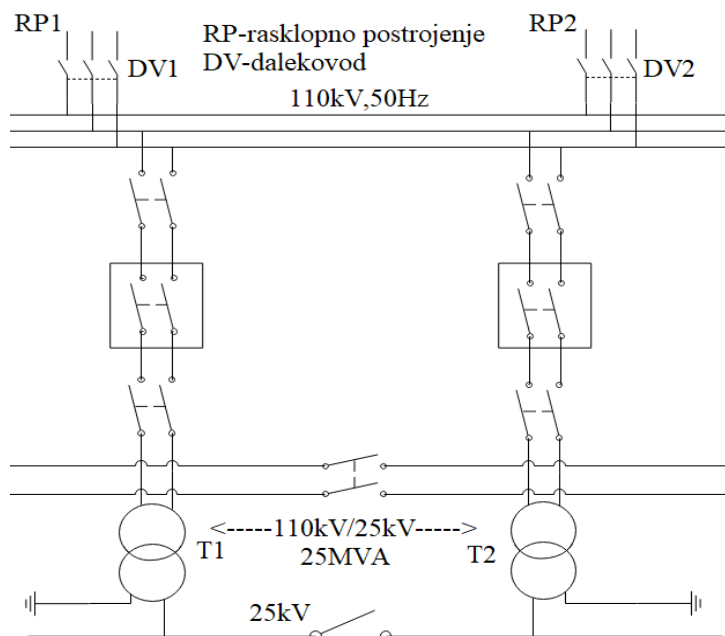 RP1
RP-rasklopno postrojenje
RP2
DV1
DV-dalekovod
DV2
110kV,50Hz
<-----110kV/25kV----->
T1
25MVA
T2
25kV